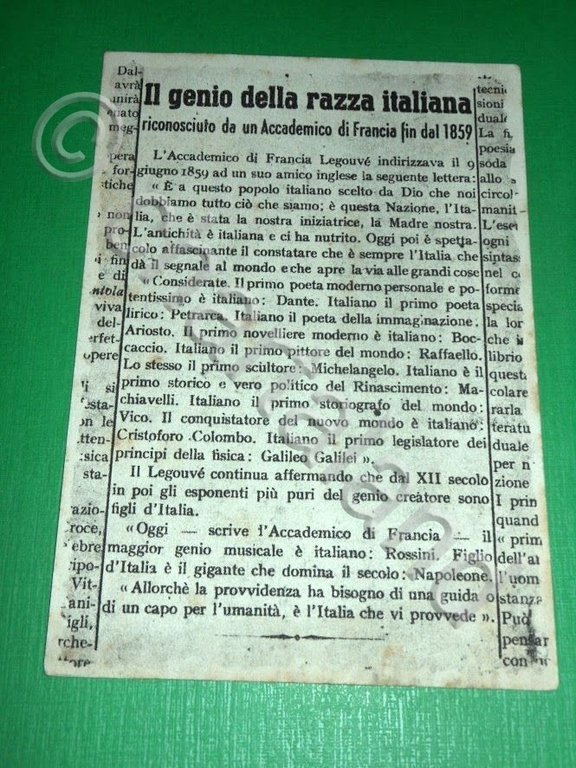 Il genio della razza italiana
riconosciuto da un Accademico di Francia fin dal 1859
L'Accademico di Francia Legouvé indirizzava il 9
giugno 1859 ad un suo amico inglese la seguente lettera:
« È a questo popolo italiano scelto da Dio che noi
dobbiamo tutto ciò che siamo; è questa Nazione, l'Ita-
lia, che è stata la nostra iniziatrice, la Madre nostra.
L'antichità è italiana e ci ha nutrito. Oggi poi è spetta-
colo affascinante il constatare che è sempre l'Italia che
dà il segnale al mondo e che apre la via alle grandi cose
«Considerate. Il primo poeta moderno personale e po-
tentissimo è italiano: Dante. Italiano il primo poeta
lirico: Petrarca. Italiano il poeta della immaginazione.
Ariosto. Il primo novelliere moderno è italiano: Boc-
caccio. Italiano il primo pittore del mondo: Raffaello.
Lo stesso il primo scultore: Michelangelo. Italiano è il
primo storico e vero politico del Rinascimento: Ma-
chiavelli. Italiano il primo storiografo del mondo:
Vico. Il conquistatore del nuovo mondo è italiano:
Cristoforo Colombo. Italiano il primo legislatore dei
principi della fisica: Galileo Galilei ».
Il Legouvé continua affermando che dal XII secolo
in poi gli esponenti più puri del genio creatore sono
figli d'Italia.
«Oggi — scrive l'Accademico di Francia — il
maggior genio musicale è italiano: Rossini. Figlio
d'Italia è il gigante che domina il secolo: Napoleone.
« Allorchè la provvidenza ha bisogno di una guida o
di un capo per l'umanità, è l'Italia che vi provvede ».